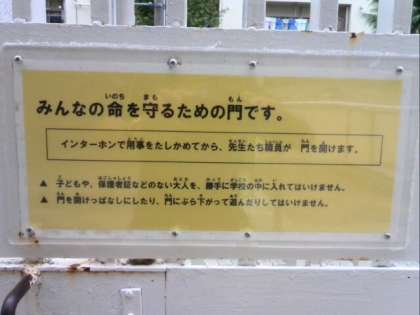 みんなの命を守るための門です。
インターホンで用事をたしかめてから、先生たち職員が 門を開けます。
▲ 子どもや、保護者証などのない大人を、勝手に学校の中に入れてはいけません。
▲ 門を開けっぱなしにしたり、門にぶら下がって遊んだりしてはいけません。